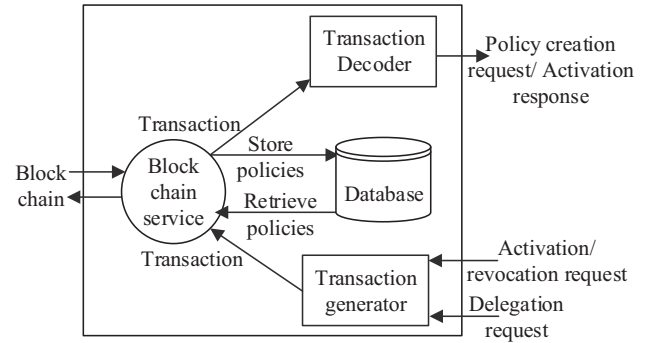 Transaction
Decoder
Policy creation
request/ Activation
response
Transaction
Store
policies
Block
chain
Block
chain
service
Database
Retrieve
policies
Transaction
Transaction
generator
Activation/
revocation request
Delegation
request